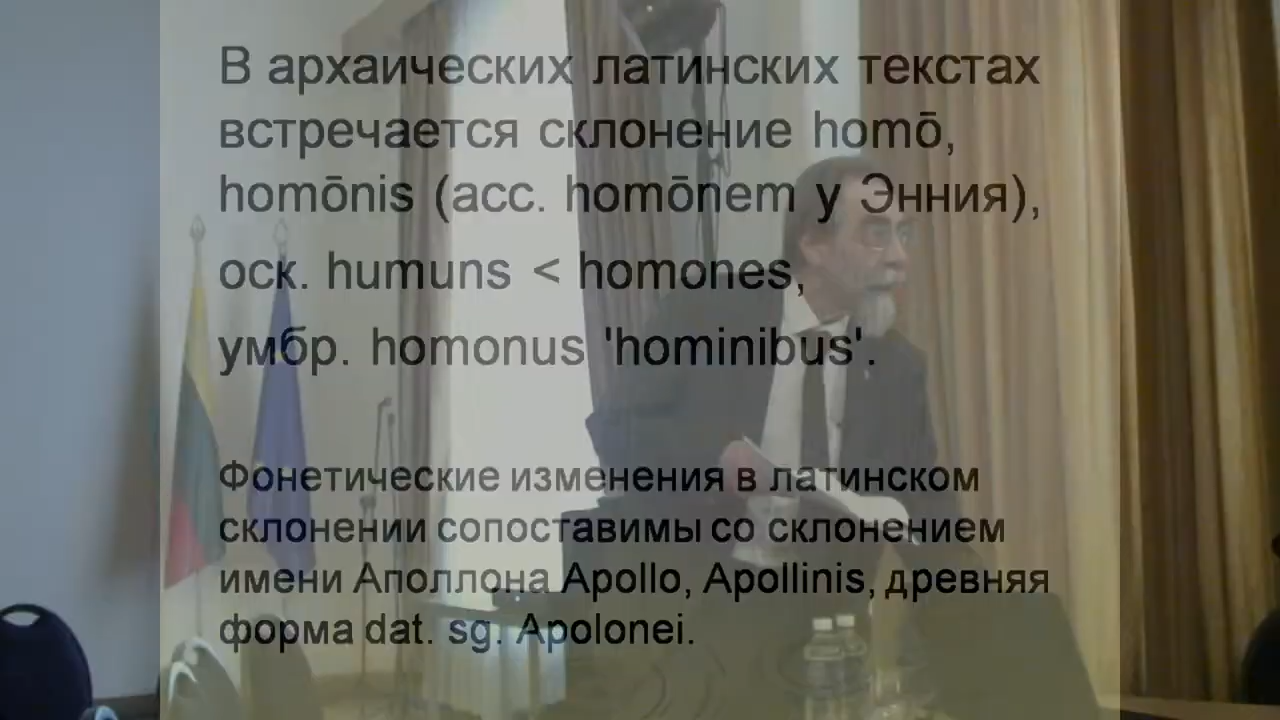 В архаических латинских текстах
встречается склонение homō,
homōnis (acc. homōnem у Энния),
оск. humuns < homones,
умбр. homonus 'hominibus'.
Фонетические изменения в латинском
склонении сопоставимы со склонением
имени Аполлона Apollo, Apollinis, древняя
форма dat. sg. Apolonei.